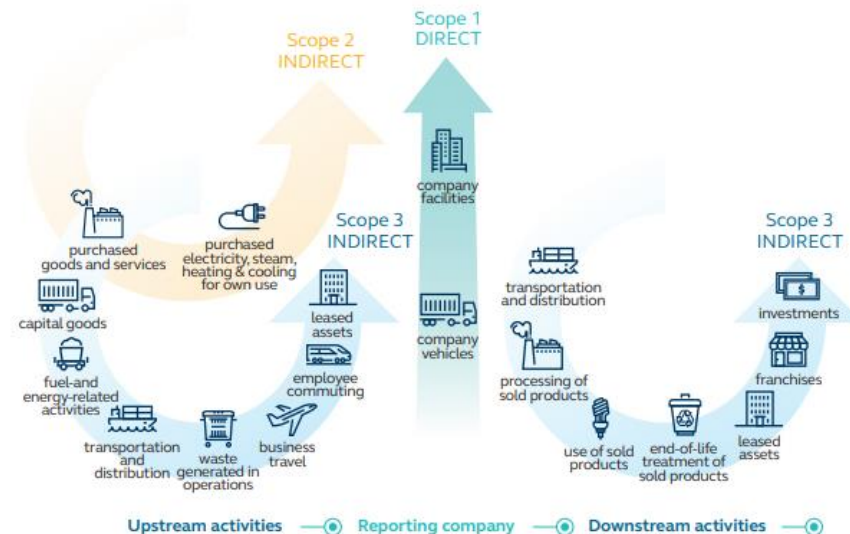 Scope 2
INDIRECT
Scope 1
DIRECT
company
facilities
company
vehicles
purchased
electricity, steam,
heating & cooling
for own use
Scope 3
INDIRECT
purchased
goods and services
capital goods
fuel-and
energy-related
activities
transportation
and
distribution
waste
generated in
operations
business
travel
employee
commuting
leased
assets
Scope 3
INDIRECT
transportation
and distribution
processing of
sold products
use of sold
products
end-of-life
treatment of
sold products
leased
assets
franchises
$
investments
Upstream activities
Reporting company
Downstream activities